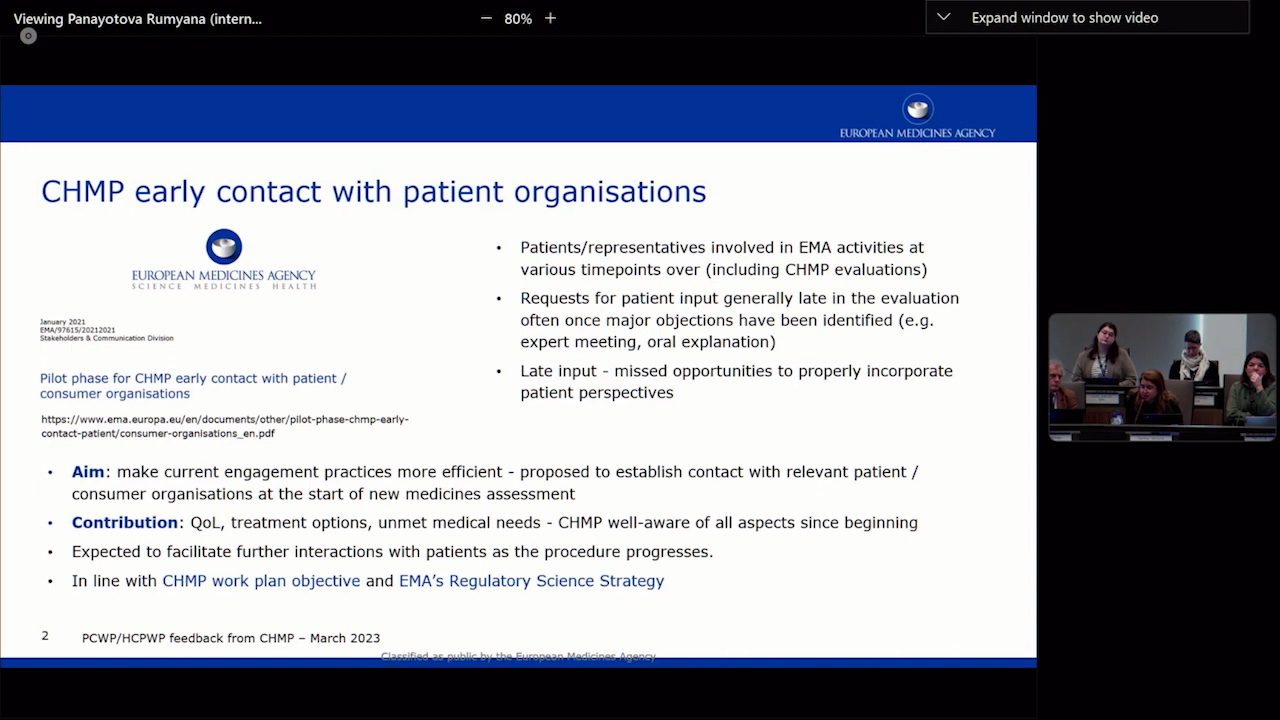 Viewing Panayotova Rumyana (intern...
80%
Expand window to show video
EUROPEAN MEDICINES AGENCY
CHMP early contact with patient organisations
EUROPEAN MEDICINES AGENCY
SCIENCE MEDICINES HEALTH
January 2021
EMA/97615/20212021
Stakeholders & Communication Division
Pilot phase for CHMP early contact with patient /
consumer organisations
https://www.ema.europa.eu/en/documents/other/pilot-phase-chmp-early-
contact-patient/consumer-organisations_en.pdf
• Patients/representatives involved in EMA activities at
various timepoints over (including CHMP evaluations)
• Requests for patient input generally late in the evaluation
often once major objections have been identified (e.g.
expert meeting, oral explanation)
• Late input - missed opportunities to properly incorporate
patient perspectives
• Aim: make current engagement practices more efficient - proposed to establish contact with relevant patient /
consumer organisations at the start of new medicines assessment
• Contribution: QoL, treatment options, unmet medical needs - CHMP well-aware of all aspects since beginning
• Expected to facilitate further interactions with patients as the procedure progresses.
• In line with CHMP work plan objective and EMA's Regulatory Science Strategy
2 PCWP/HCPWP feedback from CHMP – March 2023
Classified as public by the European Medicines Agency